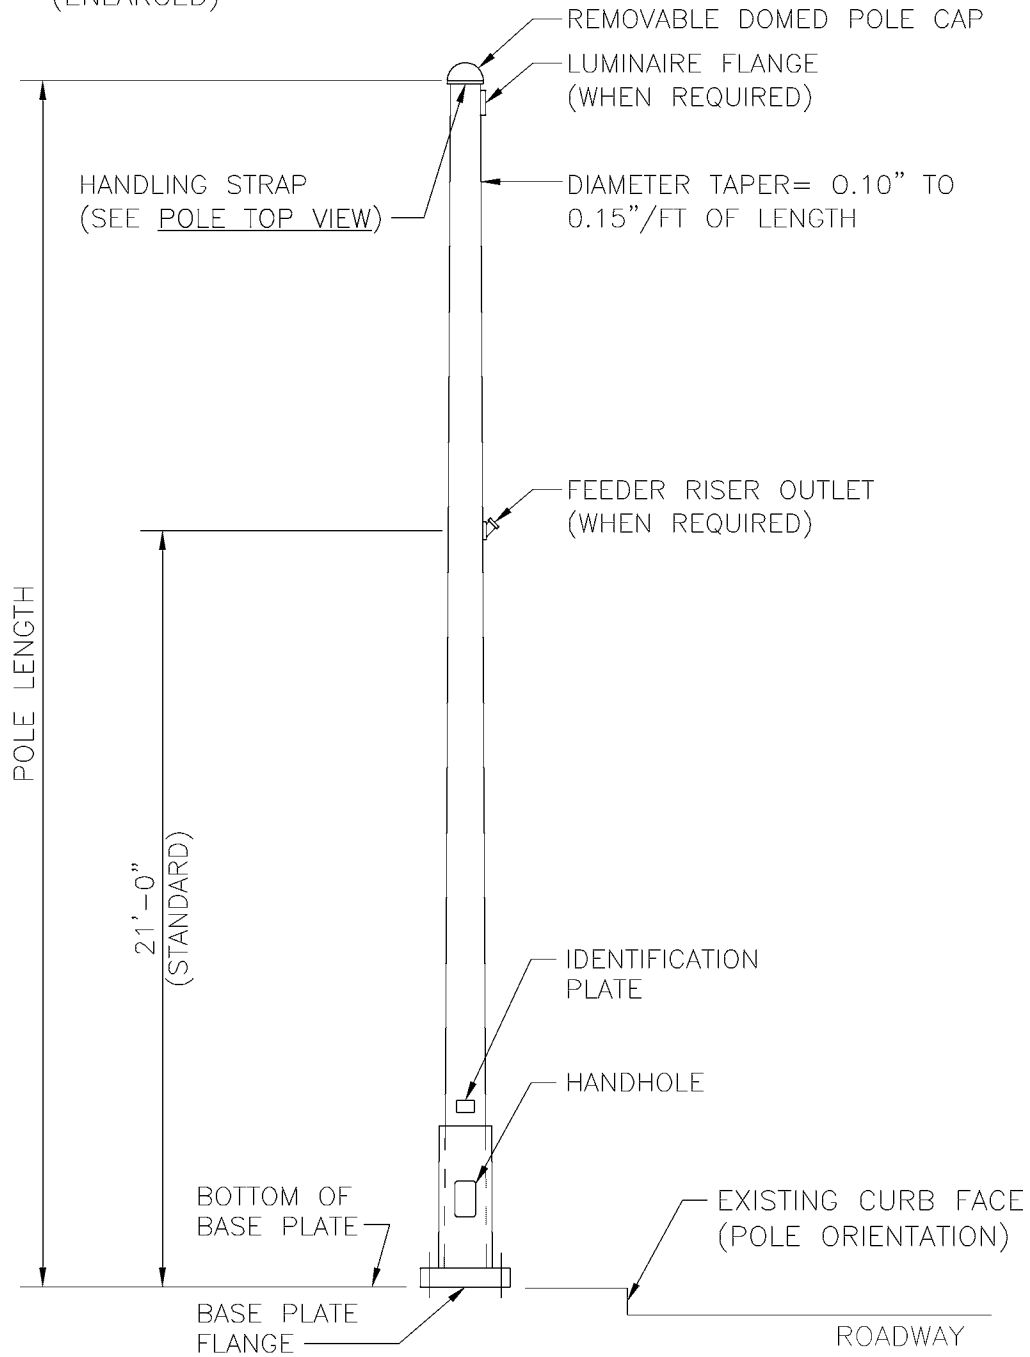 (ENLARGED)
REMOVABLE DOMED POLE CAP
LUMINAIRE FLANGE
(WHEN REQUIRED)
HANDLING STRAP
(SEE POLE TOP VIEW)
DIAMETER TAPER= 0.10" TO
0.15"/FT OF LENGTH
FEEDER RISER OUTLET
(WHEN REQUIRED)
POLE LENGTH
21'-0"
(STANDARD)
IDENTIFICATION
PLATE
HANDHOLE
BOTTOM OF
BASE PLATE
EXISTING CURB FACE
(POLE ORIENTATION)
BASE PLATE
FLANGE
ROADWAY